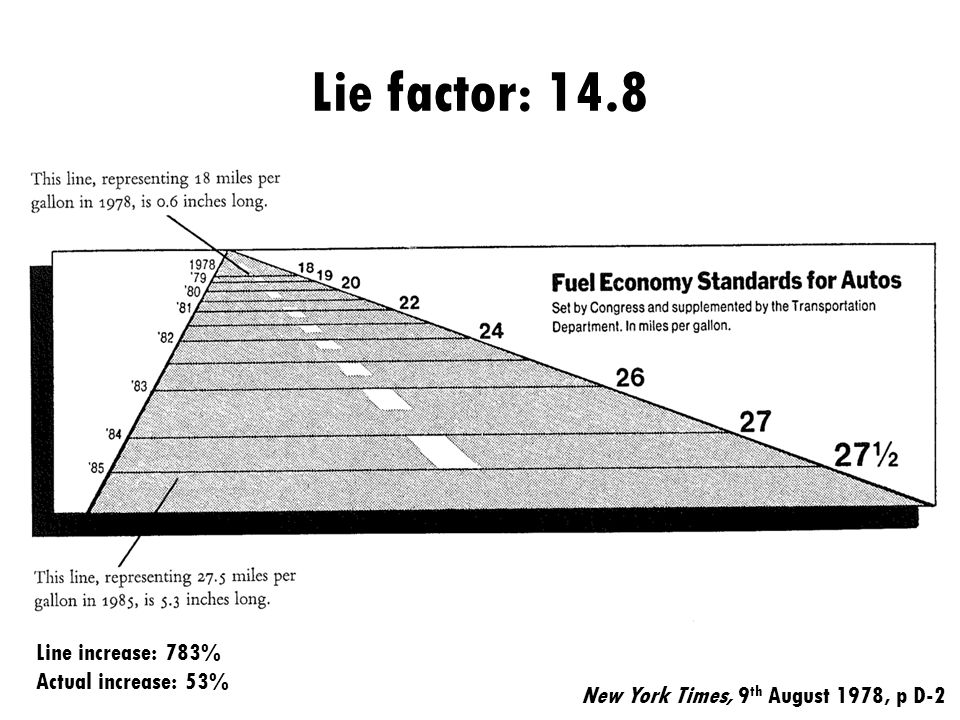 Lie factor: 14.8
This line, representing 18 miles per
gallon in 1978, is 0.6 inches long.
1978
'79
'80
'81
'82
'83
'84
'85
18
19
20
22
24
26
27
27½
Fuel Economy Standards for Autos
Set by Congress and supplemented by the Transportation
Department. In miles per gallon.
This line, representing 27.5 miles per
gallon in 1985, is 5.3 inches long.
Line increase: 783%
Actual increase: 53%
New York Times, 9th August 1978, p D-2